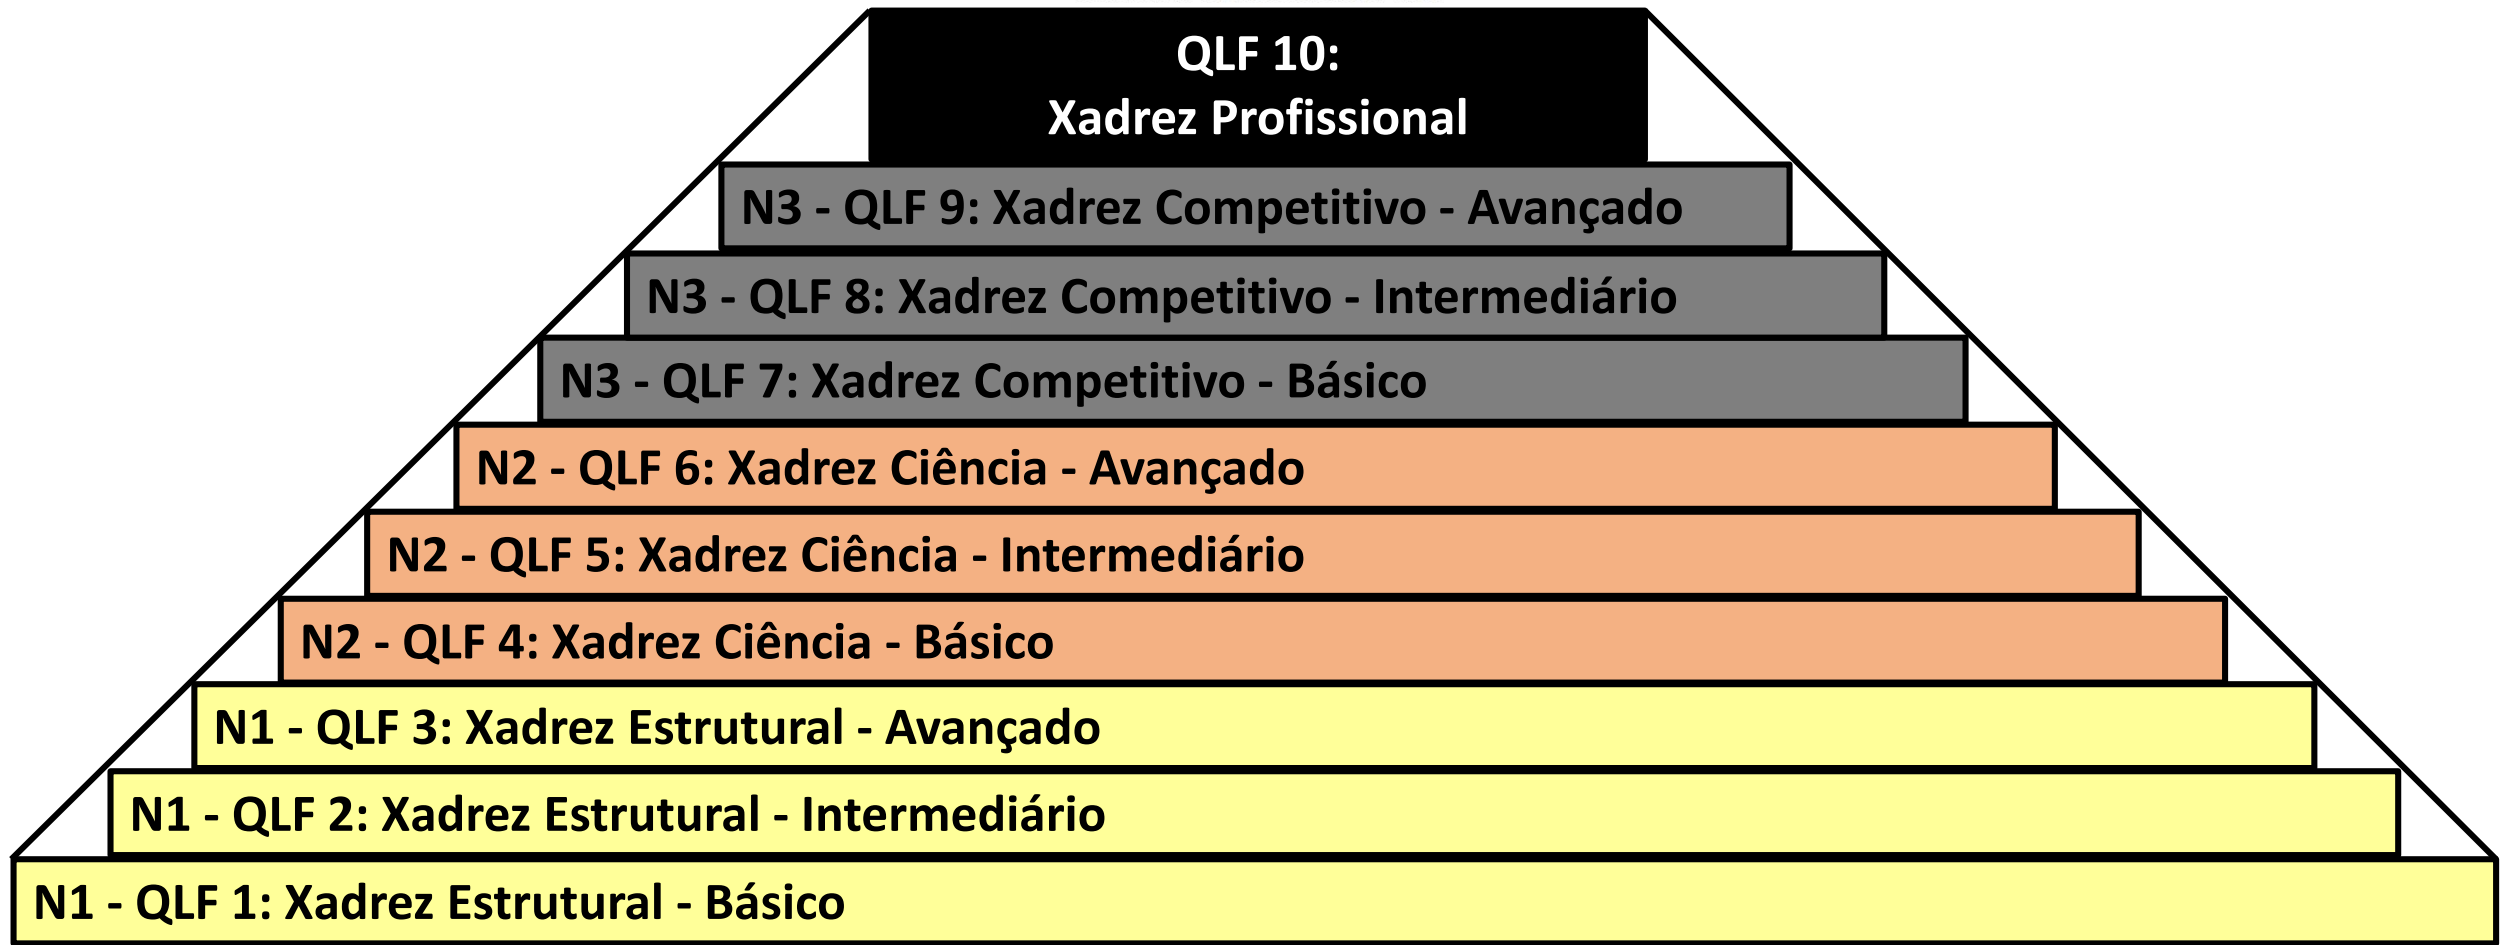 QLF 10:
Xadrez Profissional
N3 - QLF 9: Xadrez Competitivo - Avançado
N3 - QLF 8: Xadrez Competitivo - Intermediário
N3 - QLF 7: Xadrez Competitivo - Básico
N2 - QLF 6: Xadrez Ciência - Avançado
N2 - QLF 5: Xadrez Ciência - Intermediário
N2 - QLF 4: Xadrez Ciência - Básico
N1 - QLF 3: Xadrez Estrutural - Avançado
N1 - QLF 2: Xadrez Estrutural - Intermediário
N1 - QLF 1: Xadrez Estrutural - Básico